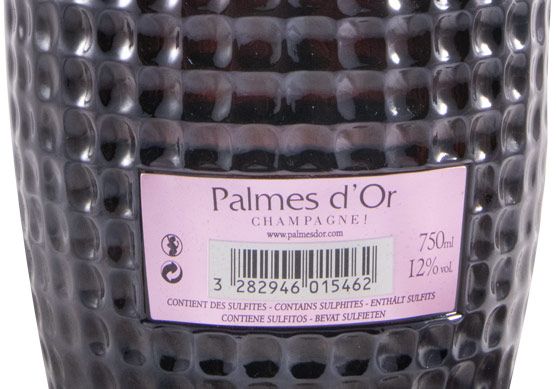 Palmes d'Or
CHAMPAGNE!
www.palmesdor.com
750ml
12% vol.
3 282946 015462
CONTIENT DES SULFITES - CONTAINS SULPHITES - ENTHÄLT SULFITS
CONTIENE SULFITOS - BEVAT SULFIETEN